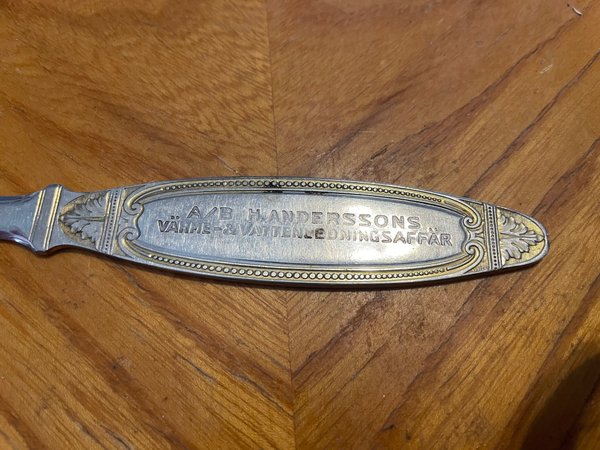 A/B H.ANDERSSONS
VÄRME-& VATTENLEDNINGSAFFÄR